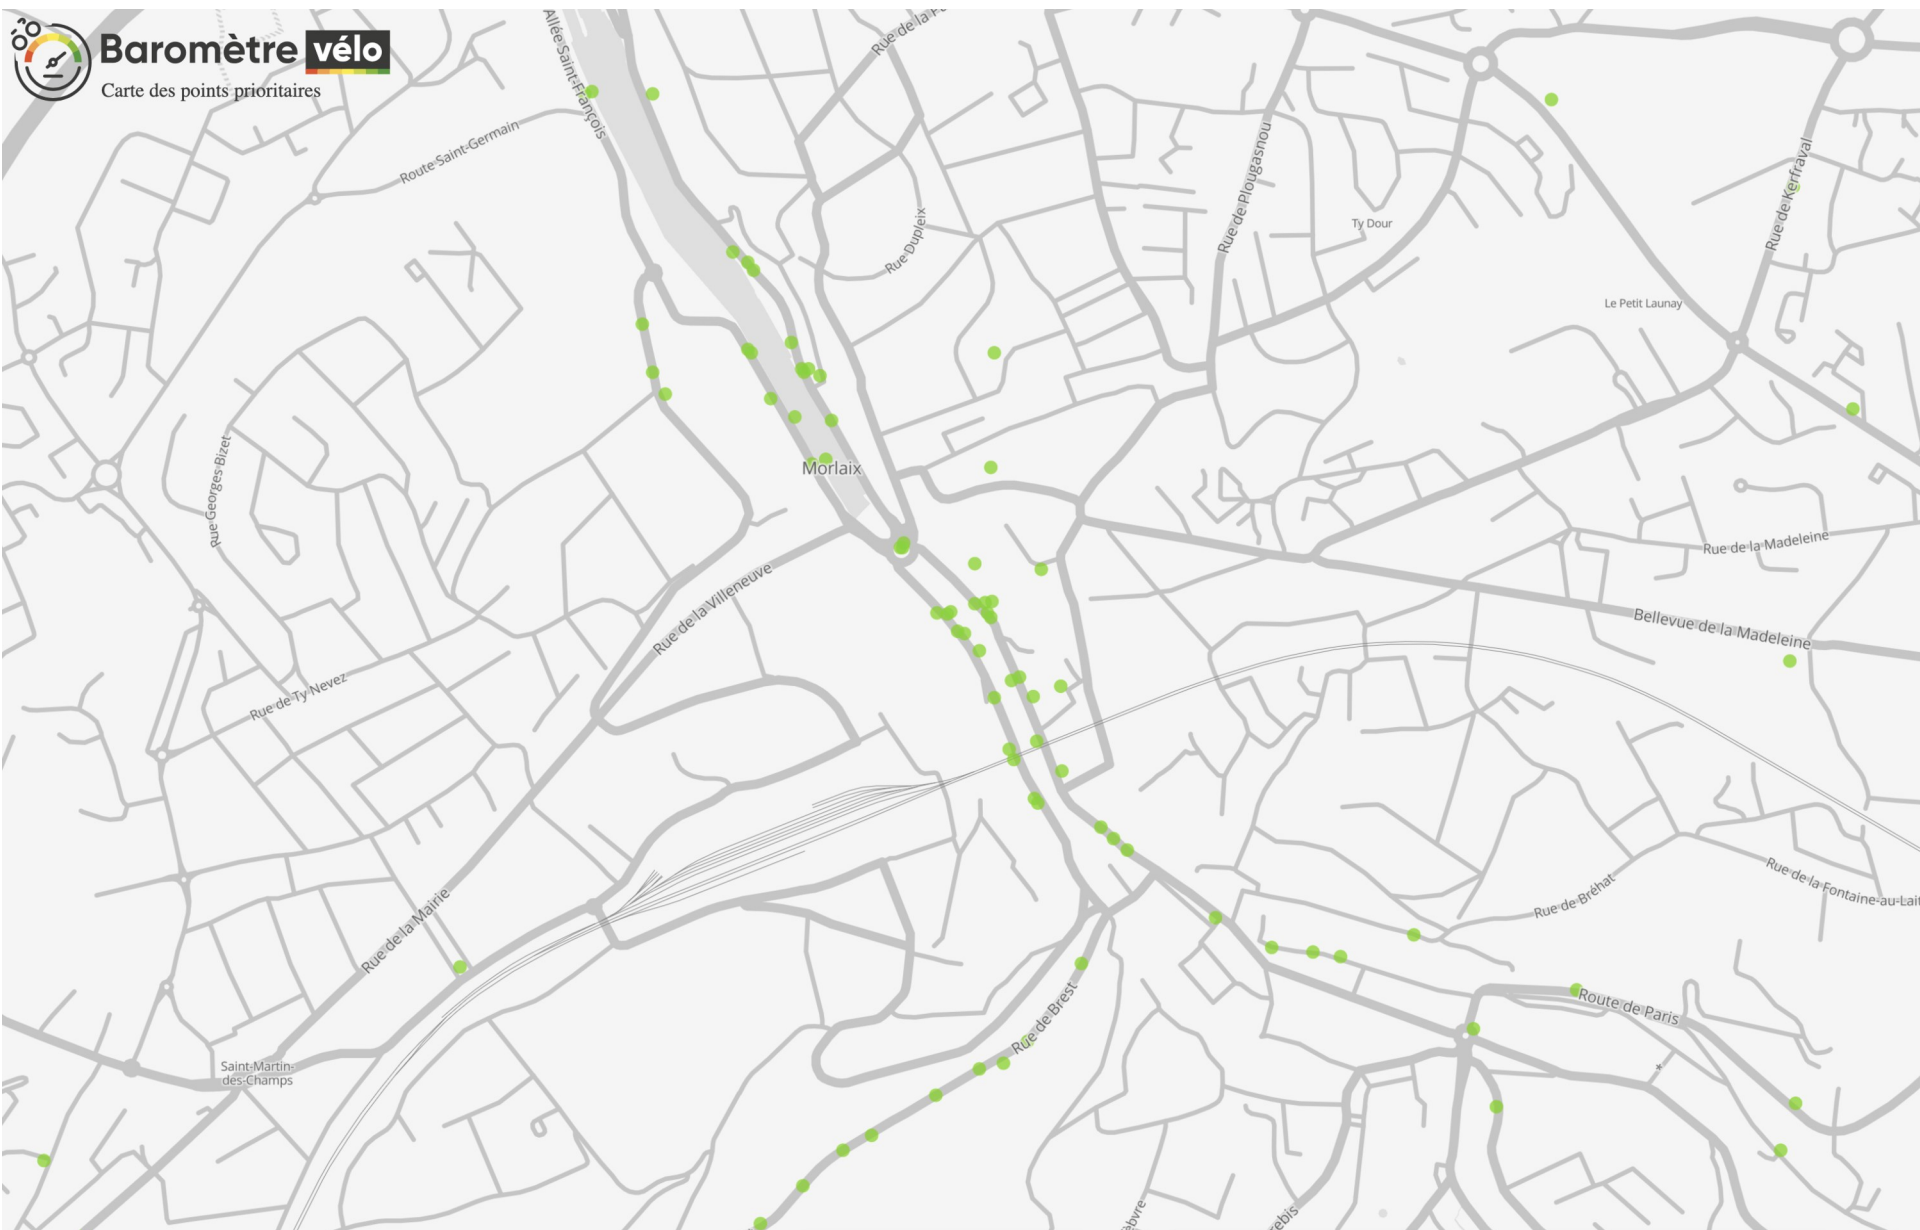 Baromètre vélo
Carte des points prioritaires
Allée Saint-François
Rue de la
Route Saint-Germain
Rue Dupleix
Rue de Plougasnou
Ty Dour
Rue de Kerfraval
Le Petit Launay
Morlaix
Rue Georges Bizet
Rue de la Madeleine
Rue de la Villeneuve
Bellevue de la Madeleine
Rue de Ty Nevez
Rue de la Mairie
Rue de Bréhat
Rue de la Fontaine-au-Lait
Rue de Brest
Route de Paris
Saint-Martin-
des-Champs
*